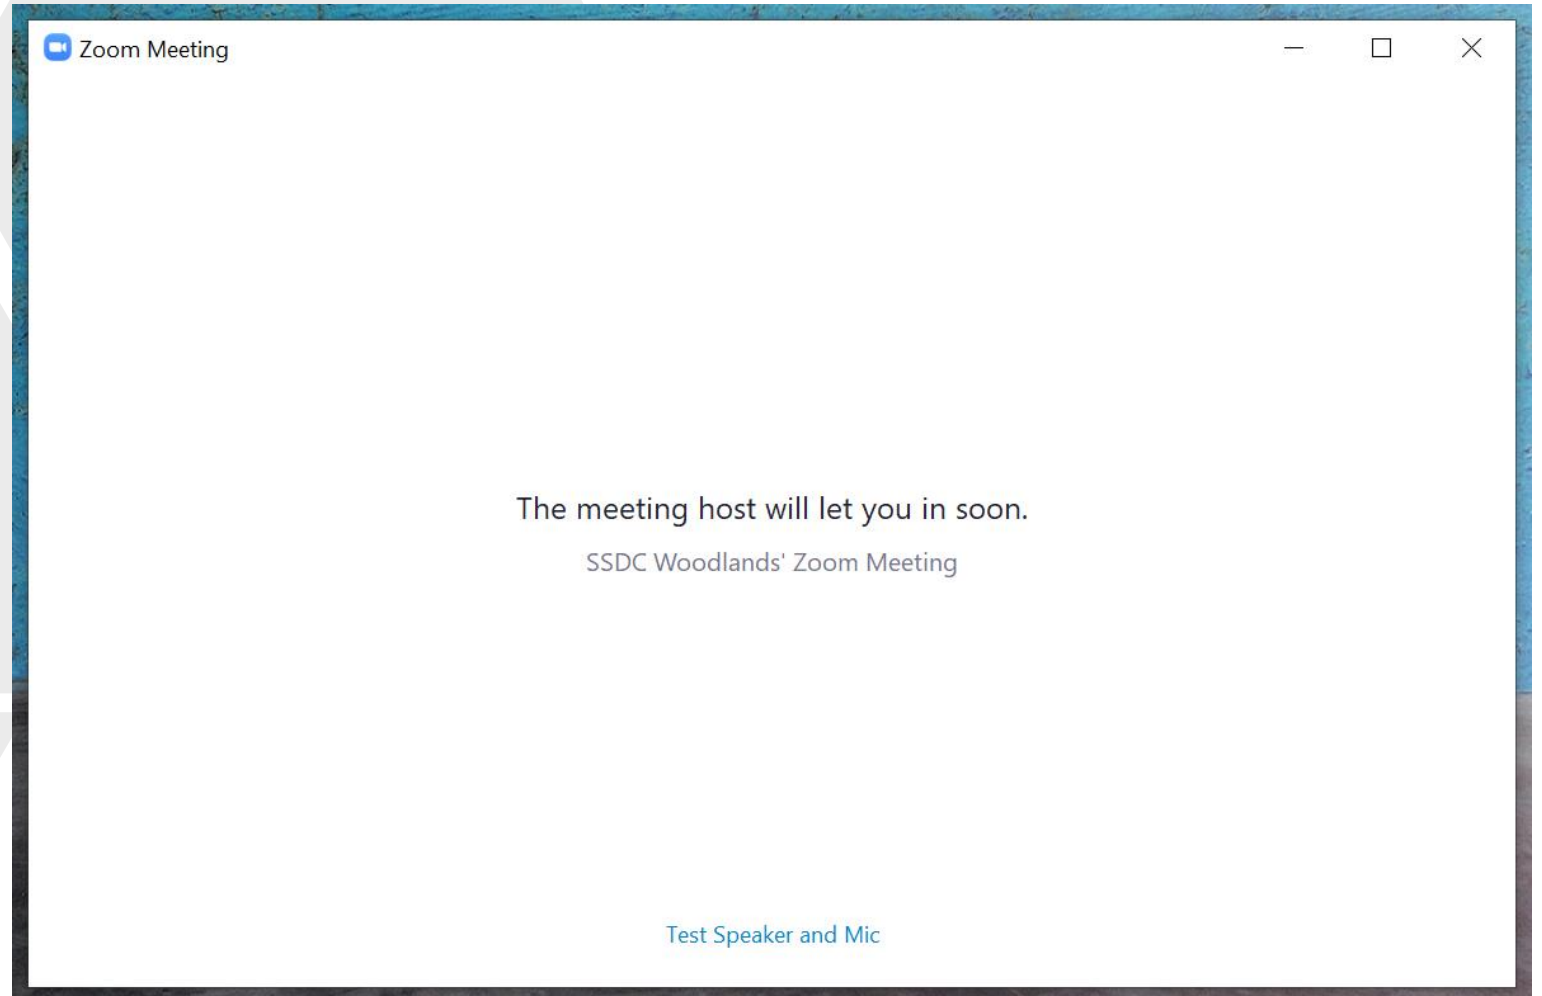 Zoom Meeting
The meeting host will let you in soon.
SSDC Woodlands' Zoom Meeting
Test Speaker and Mic